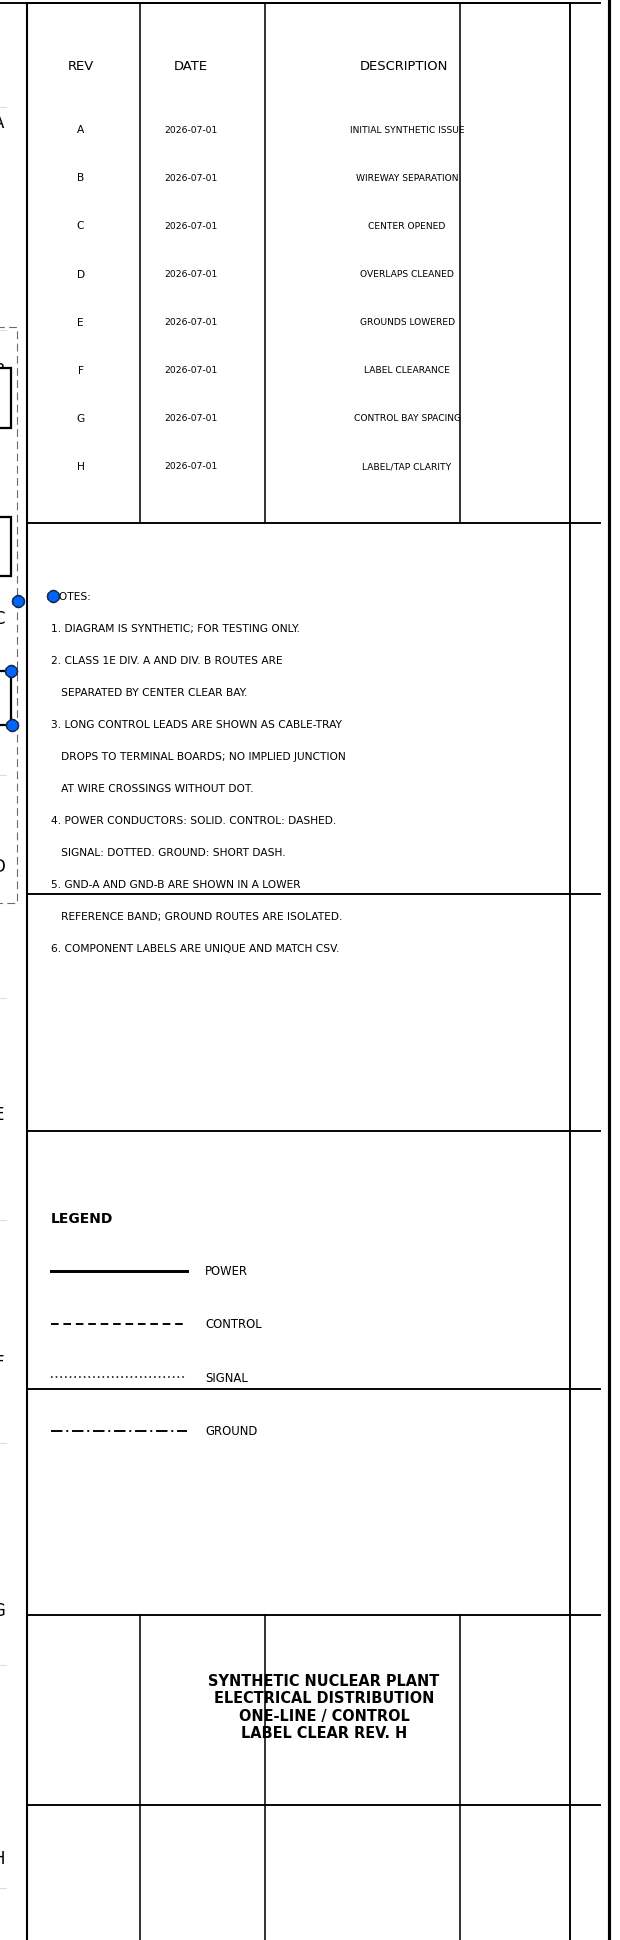 REV DATE DESCRIPTION
A 2026-07-01 INITIAL SYNTHETIC ISSUE
B 2026-07-01 WIREWAY SEPARATION
C 2026-07-01 CENTER OPENED
D 2026-07-01 OVERLAPS CLEANED
E 2026-07-01 GROUNDS LOWERED
F 2026-07-01 LABEL CLEARANCE
G 2026-07-01 CONTROL BAY SPACING
H 2026-07-01 LABEL/TAP CLARITY
OTES:
1. DIAGRAM IS SYNTHETIC; FOR TESTING ONLY.
2. CLASS 1E DIV. A AND DIV. B ROUTES ARE
SEPARATED BY CENTER CLEAR BAY.
3. LONG CONTROL LEADS ARE SHOWN AS CABLE-TRAY
DROPS TO TERMINAL BOARDS; NO IMPLIED JUNCTION
AT WIRE CROSSINGS WITHOUT DOT.
4. POWER CONDUCTORS: SOLID. CONTROL: DASHED.
SIGNAL: DOTTED. GROUND: SHORT DASH.
5. GND-A AND GND-B ARE SHOWN IN A LOWER
REFERENCE BAND; GROUND ROUTES ARE ISOLATED.
6. COMPONENT LABELS ARE UNIQUE AND MATCH CSV.
LEGEND
POWER
CONTROL
SIGNAL
GROUND
SYNTHETIC NUCLEAR PLANT
ELECTRICAL DISTRIBUTION
ONE-LINE / CONTROL
LABEL CLEAR REV. H
A
C
D
E
F
G
H